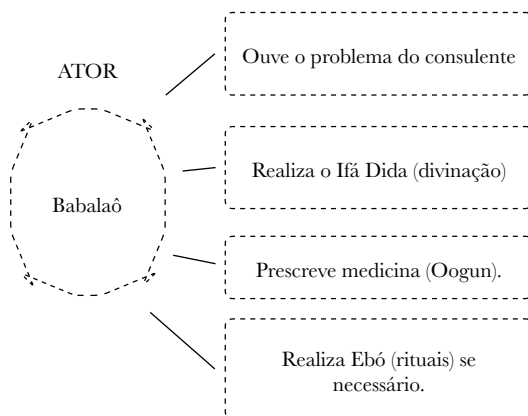 ATOR
Babalaô
Ouve o problema do consulente
Realiza o Ifá Dida (divinação)
Prescreve medicina (Oogun).
Realiza Ebó (rituais) se
necessário.